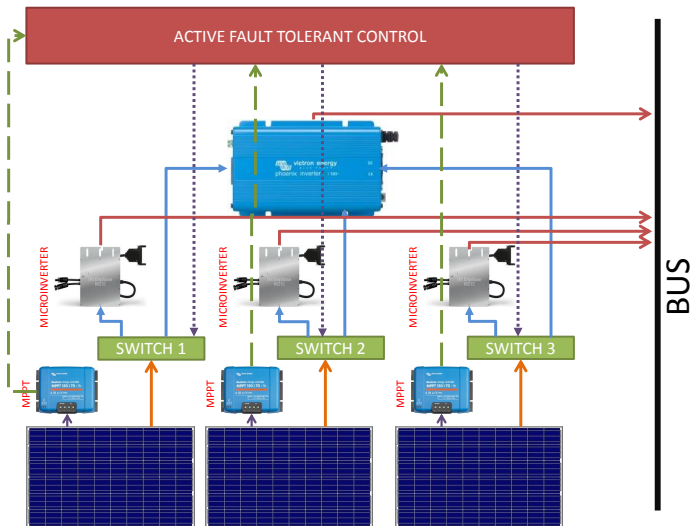 ACTIVE FAULT TOLERANT CONTROL
victron energy
phoenix inverter
MICROINVERTER
MICROINVERTER
MICROINVERTER
BUS
SWITCH 1
SWITCH 2
SWITCH 3
MPPT
MPPT
MPPT